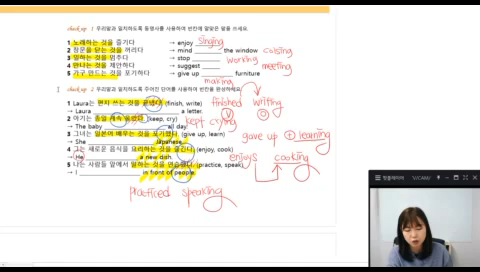 check up 1 우리말과 일치하도록 동명사를 사용하여 빈칸에 알맞은 말을 쓰세요.
1 노래하는 것을 즐기다 → enjoy singing
2 창문을 닫는 것을 꺼리다 → mind the window closing
3 일하는 것을 멈추다 → stop working
4 만나는 것을 제안하다 → suggest meeting
5 가구 만드는 것을 포기하다 → give up furniture
making
check up 2 우리말과 일치하도록 주어진 단어를 사용하여 빈칸을 완성하세요.
1 Laura는 편지 쓰는 것을 끝냈다. (finish, write) finished writing
→ Laura a letter.
2 아기는 종일 계속 울었다. (keep, cry) kept crying
→ The baby all day.
3 그녀는 일본어 배우는 것을 포기했다. (give up, learn) gave up + learning
→ She Japanese.
4 그는 새로운 음식을 요리하는 것을 즐긴다. (enjoy, cook) enjoys cooking
→ He a new dish.
5 나는 사람들 앞에서 말하는 것을 연습했다. (practice, speak)
→ I in front of people.
practiced speaking